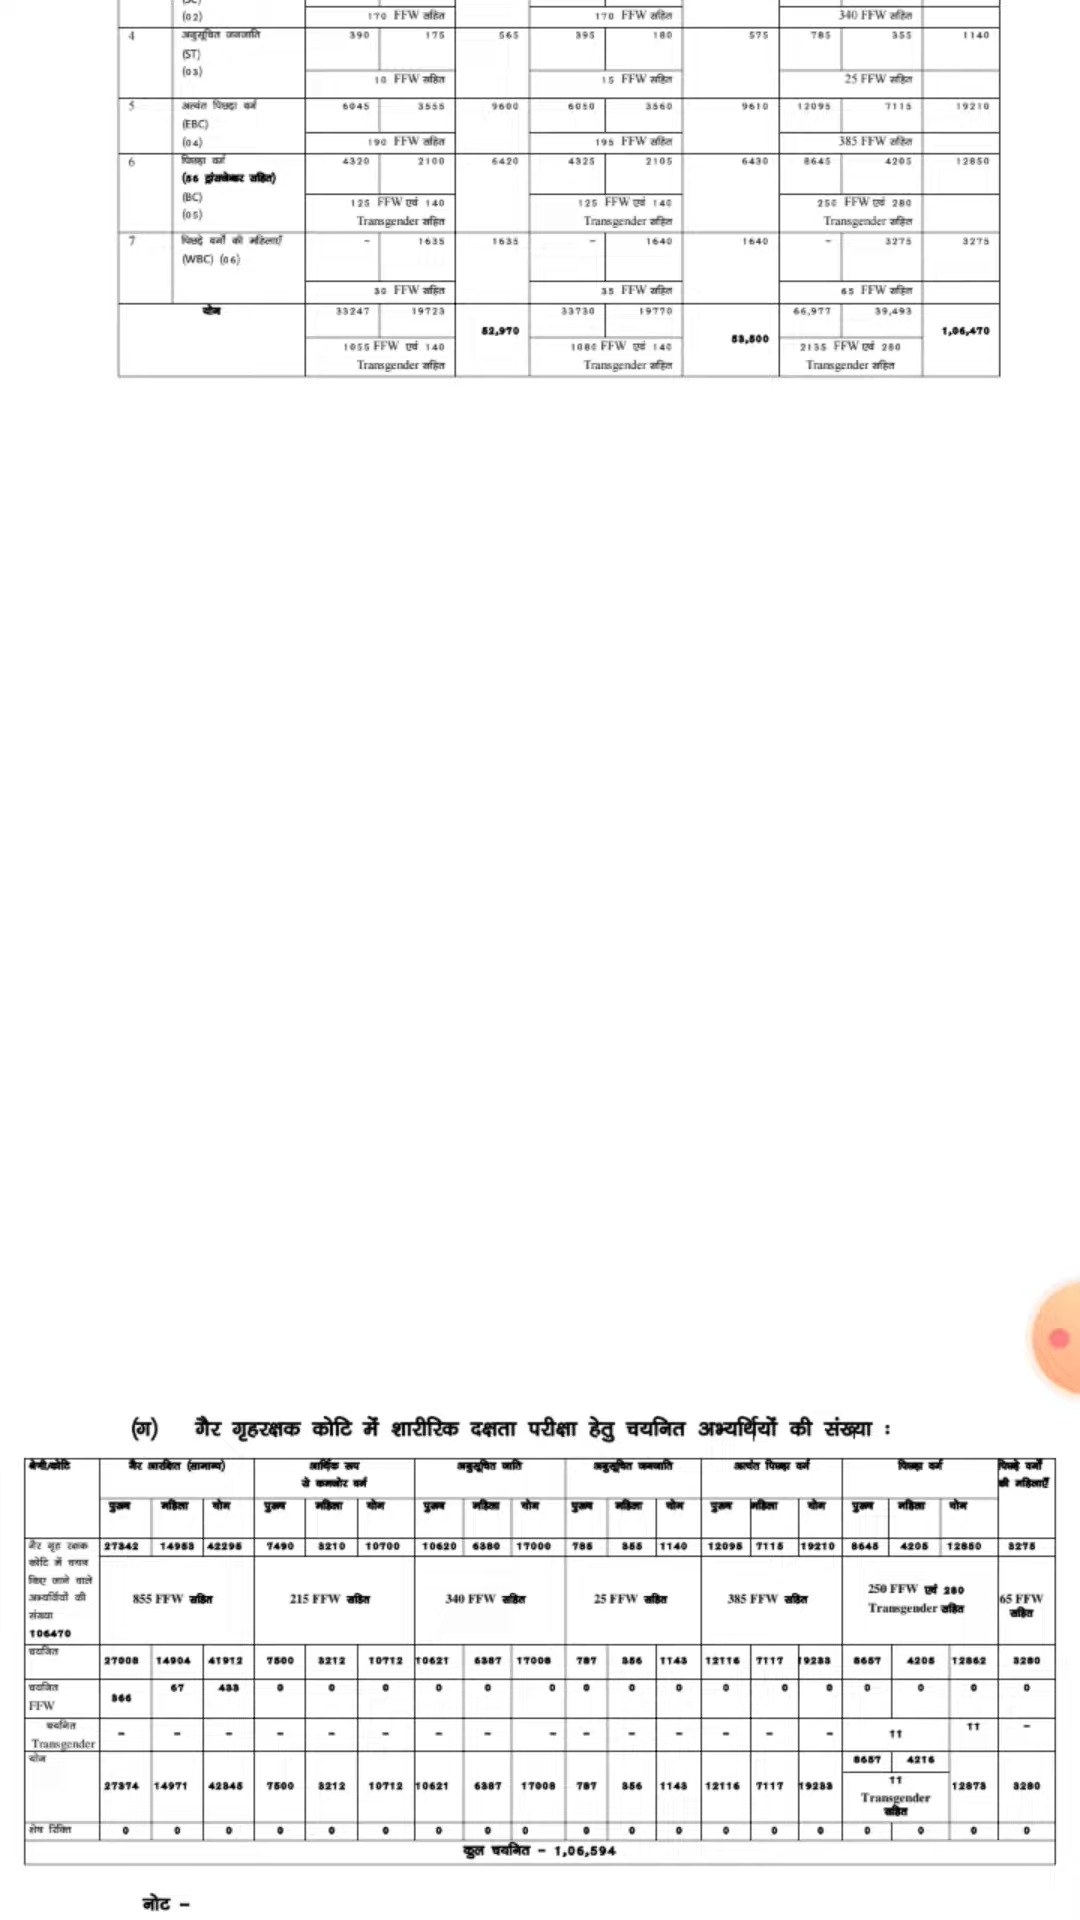 (02)
170 FFW सहित 170 FFW सहित 340 FFW सहित
4 अनुसूचित जनजाति 390 175 565 395 180 575 785 355 1140
(ST)
(03)
10 FFW सहित 15 FFW सहित 25 FFW सहित
5 अत्यंत पिछड़ा वर्ग 6045 3555 9600 6050 3560 9610 12095 7115 19210
(EBC)
(04)
190 FFW सहित 195 FFW सहित 385 FFW सहित
6 पिछड़ा वर्ग 4320 2100 6420 4325 2105 6430 8645 4205 12850
(56 ट्रांसजेन्डर सहित)
(BC)
(05)
125 FFW एवं 140 125 FFW एवं 140 250 FFW एवं 280
Transgender सहित Transgender सहित Transgender सहित
7 पिछड़े वर्गों की महिलाएँ - 1635 1635 - 1640 1640 - 3275 3275
(WBC) (06)
30 FFW सहित 35 FFW सहित 65 FFW सहित
योग 33247 19723 52,970 33730 19770 53,500 66,977 39,493 1,06,470
1055 FFW एवं 140 1080 FFW एवं 140 2135 FFW एवं 280
Transgender सहित Transgender सहित Transgender सहित
(ग) गैर गृहरक्षक कोटि में शारीरिक दक्षता परीक्षा हेतु चयनित अभ्यर्थियों की संख्या :
श्रेणी/कोटि गैर आरक्षित (सामान्य) आर्थिक रूप से कमजोर वर्ग अनुसूचित जाति अनुसूचित जनजाति अत्यंत पिछड़ा वर्ग पिछड़ा वर्ग पिछड़े वर्गों की महिलाएँ
पुरूष महिला योग पुरूष महिला योग पुरूष महिला योग पुरूष महिला योग पुरूष महिला योग पुरूष महिला योग
गैर गृह रक्षक 27342 14953 42295 7490 3210 10700 10620 6380 17000 785 355 1140 12095 7115 19210 8645 4205 12850 3275
कोटि में चयन
किए जाने वाले
अभ्यर्थियों की
संख्या
106470
855 FFW सहित 215 FFW सहित 340 FFW सहित 25 FFW सहित 385 FFW सहित 250 FFW एवं 280 Transgender सहित 65 FFW सहित
चयनित 27008 14904 41912 7500 3212 10712 10621 6387 17008 787 356 1143 12116 7117 19233 8657 4205 12862 3280
चयनित FFW 366 67 433 0 0 0 0 0 0 0 0 0 0 0 0 0 0 0 0
चयनित Transgender - - - - - - - - - - - - - - - 11 11 -
योग 27374 14971 42345 7500 3212 10712 10621 6387 17008 787 356 1143 12116 7117 19233 8657 4216 12873 3280
11
Transgender
सहित
शेष रिक्ति 0 0 0 0 0 0 0 0 0 0 0 0 0 0 0 0 0 0 0
कुल चयनित - 1,06,594
नोट -